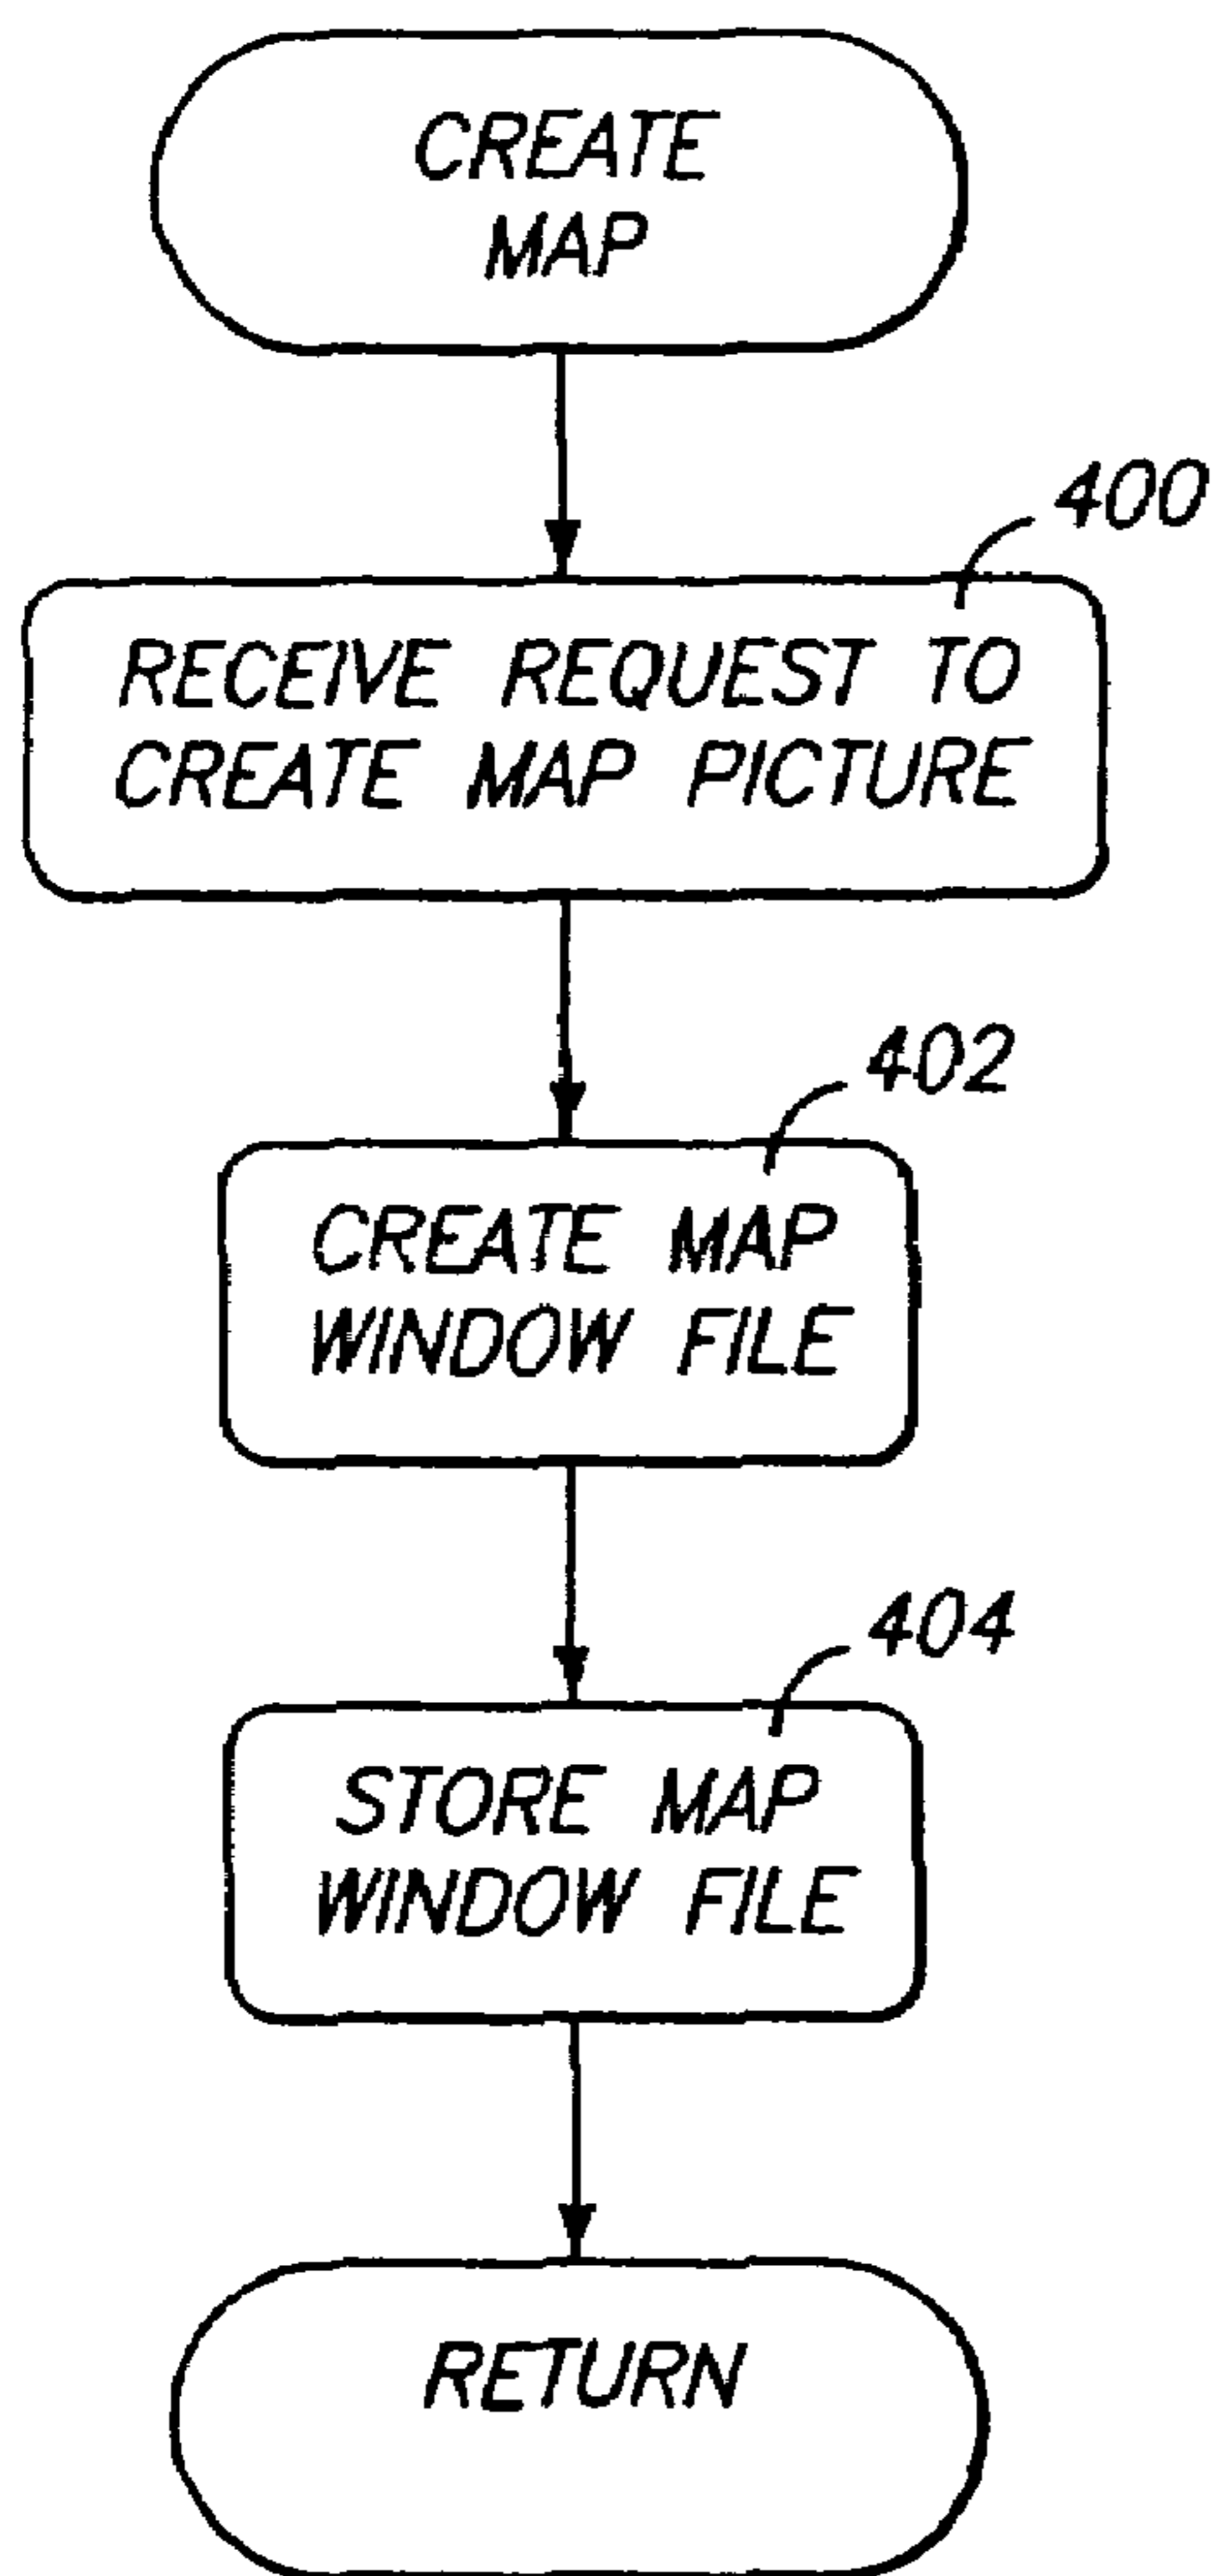 CREATE
MAP
400
RECEIVE REQUEST TO
CREATE MAP PICTURE
402
CREATE MAP
WINDOW FILE
404
STORE MAP
WINDOW FILE
RETURN